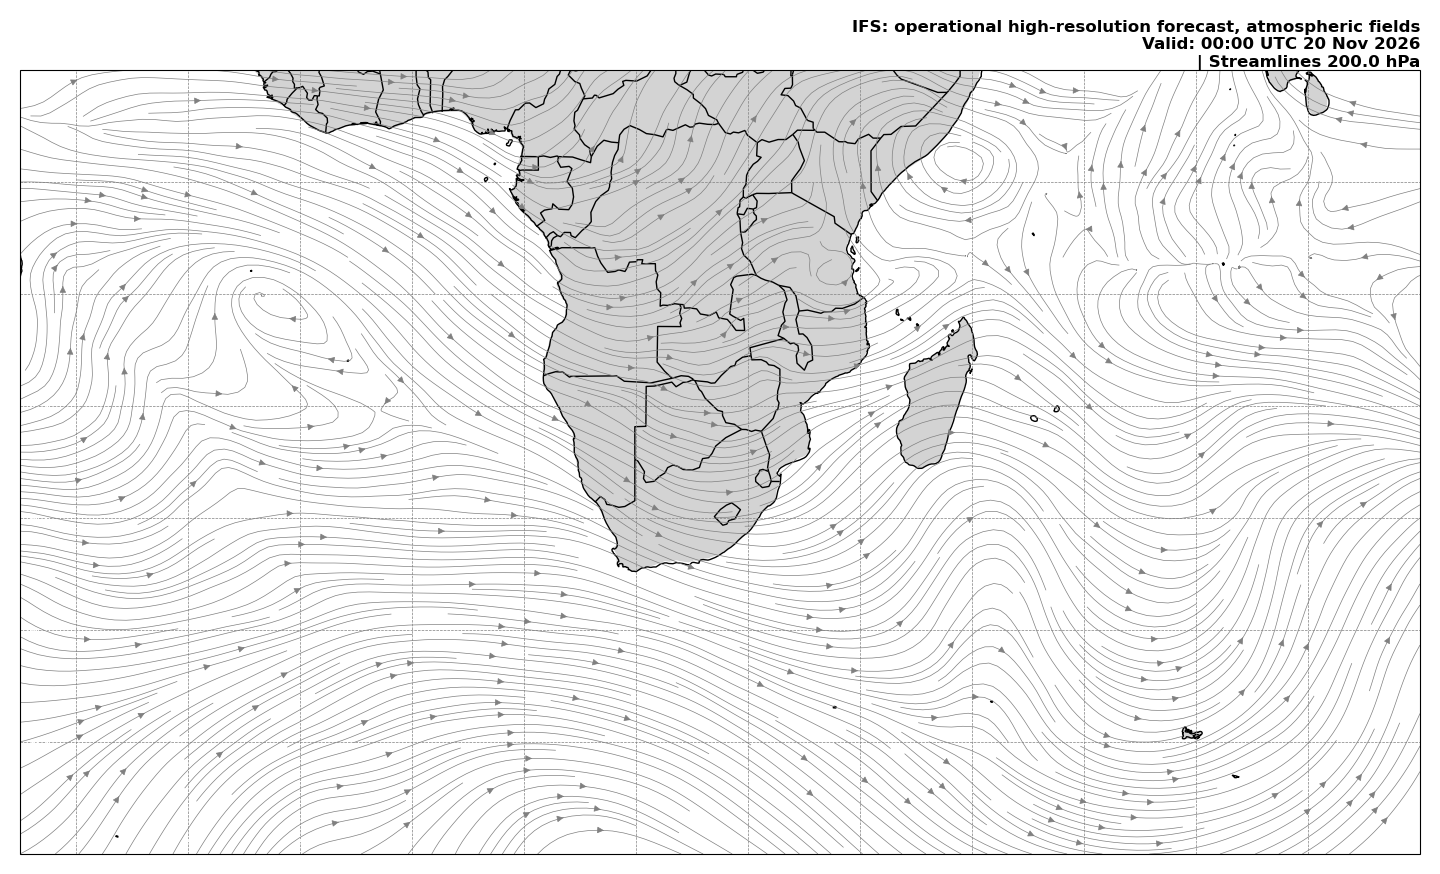 IFS: operational high-resolution forecast, atmospheric fields
Valid: 00:00 UTC 20 Nov 2026
| Streamlines 200.0 hPa